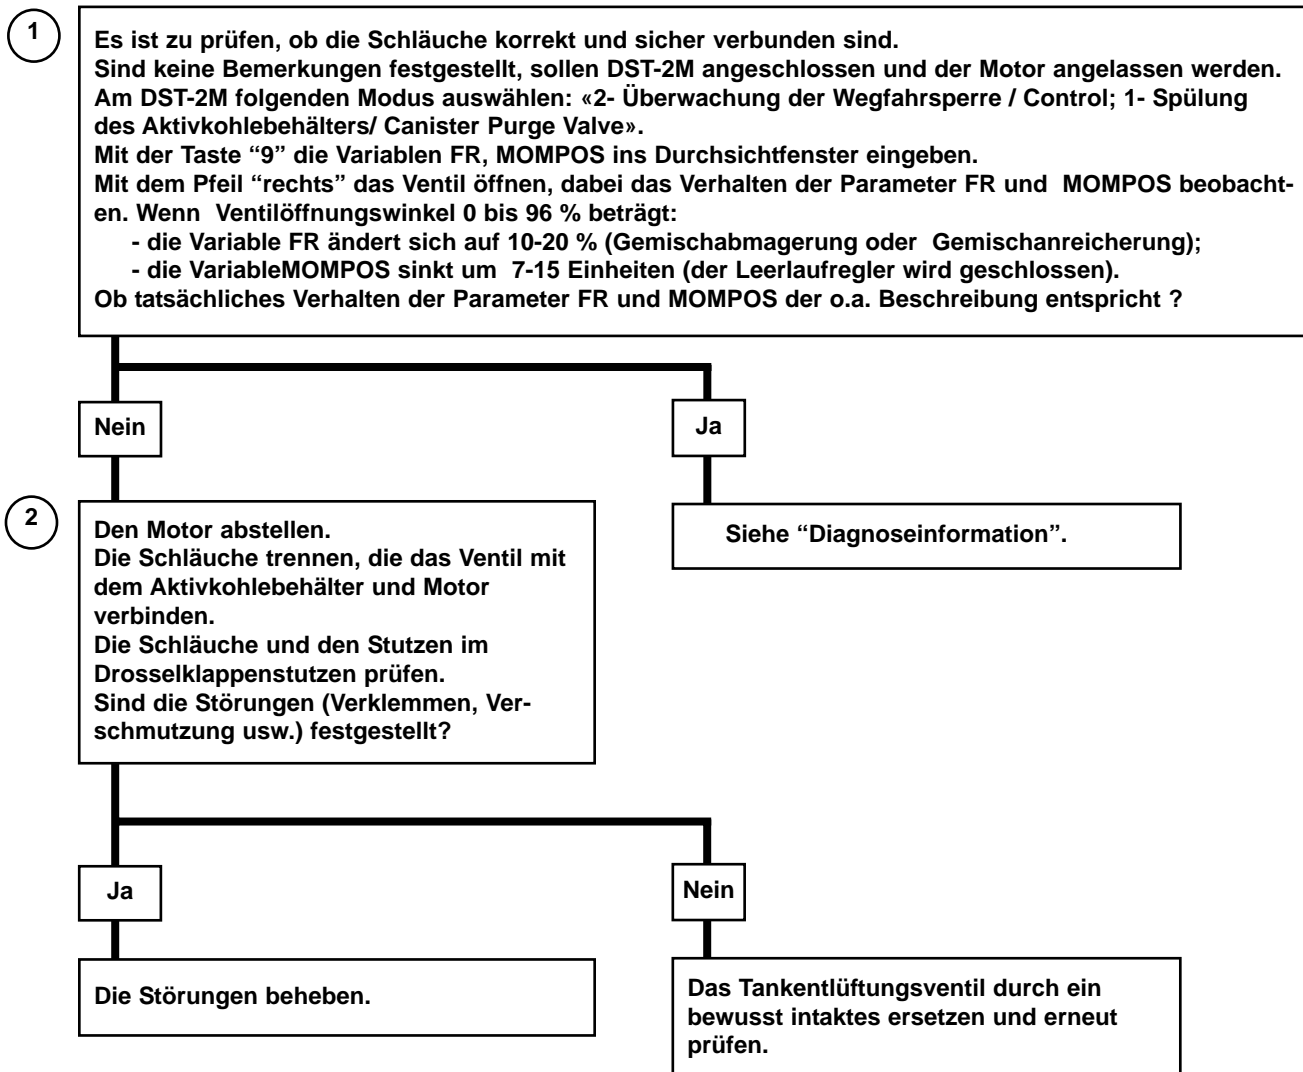 1
Es ist zu prüfen, ob die Schläuche korrekt und sicher verbunden sind.
Sind keine Bemerkungen festgestellt, sollen DST-2M angeschlossen und der Motor angelassen werden.
Am DST-2M folgenden Modus auswählen: «2- Überwachung der Wegfahrsperre / Control; 1- Spülung
des Aktivkohlebehälters/ Canister Purge Valve».
Mit der Taste “9” die Variablen FR, MOMPOS ins Durchsichtfenster eingeben.
Mit dem Pfeil “rechts” das Ventil öffnen, dabei das Verhalten der Parameter FR und MOMPOS beobacht-
en. Wenn Ventilöffnungswinkel 0 bis 96 % beträgt:
- die Variable FR ändert sich auf 10-20 % (Gemischabmagerung oder Gemischanreicherung);
- die VariableMOMPOS sinkt um 7-15 Einheiten (der Leerlaufregler wird geschlossen).
Ob tatsächliches Verhalten der Parameter FR und MOMPOS der o.a. Beschreibung entspricht ?
Nein
Ja
2
Den Motor abstellen.
Die Schläuche trennen, die das Ventil mit
dem Aktivkohlebehälter und Motor
verbinden.
Die Schläuche und den Stutzen im
Drosselklappenstutzen prüfen.
Sind die Störungen (Verklemmen, Ver-
schmutzung usw.) festgestellt?
Siehe “Diagnoseinformation”.
Ja
Nein
Die Störungen beheben.
Das Tankentlüftungsventil durch ein
bewusst intaktes ersetzen und erneut
prüfen.